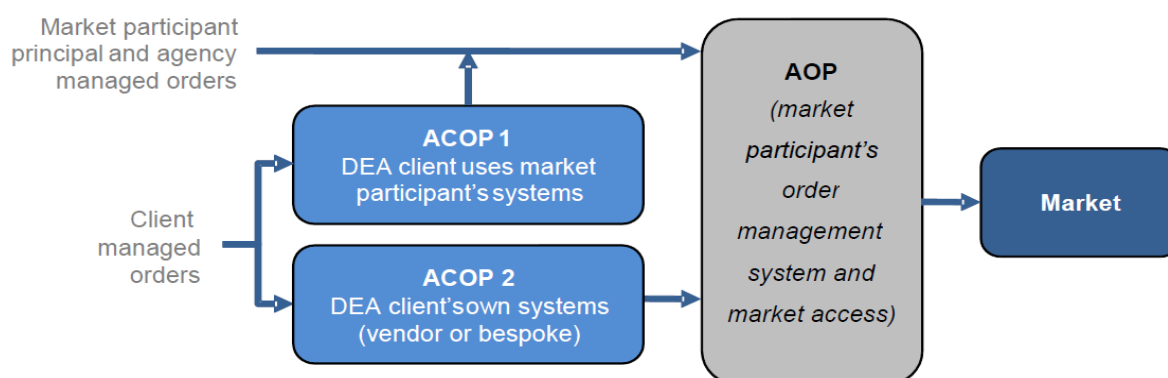 Market participant
principal and agency
managed orders
ACOP 1
DEA client uses market
participant's systems
Client
managed
orders
ACOP 2
DEA client'sown systems
(vendor or bespoke)
AOP
(market
participant's
order
management
system and
market access)
Market